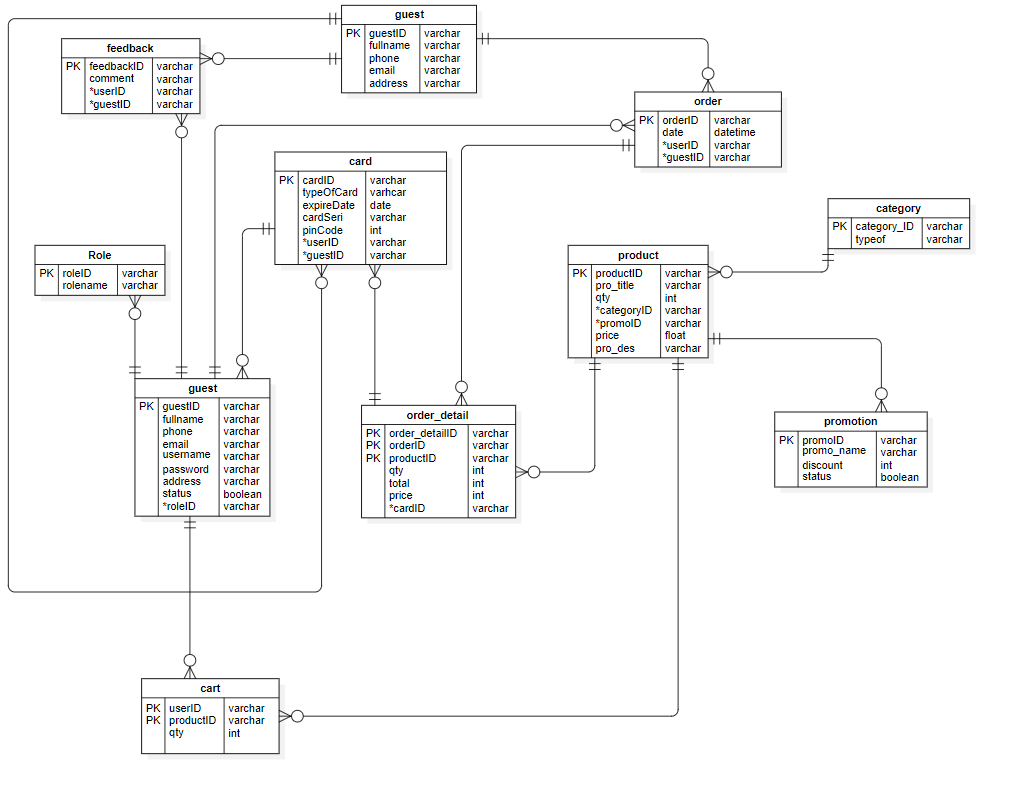 guest
PK guestID varchar
fullname varchar
phone varchar
email varchar
address varchar
feedback
PK feedbackID varchar
comment varchar
*userID varchar
*guestID varchar
order
PK orderID varchar
date datetime
*userID varchar
*guestID varchar
card
PK cardID varchar
typeOfCard varhcar
expireDate date
cardSeri varchar
pinCode int
*userID varchar
*guestID varchar
category
PK category_ID varchar
typeof varchar
Role
PK roleID varchar
rolename varchar
product
PK productID varchar
pro_title varchar
qty int
*categoryID varchar
*promoID varchar
price float
pro_des varchar
guest
PK guestID varchar
fullname varchar
phone varchar
email varchar
username varchar
password varchar
address varchar
status boolean
*roleID varchar
order_detail
PK order_detailID varchar
PK orderID varchar
PK productID varchar
qty int
total int
price int
*cardID varchar
promotion
PK promoID varchar
promo_name varchar
discount int
status boolean
cart
PK userID varchar
PK productID varchar
qty int